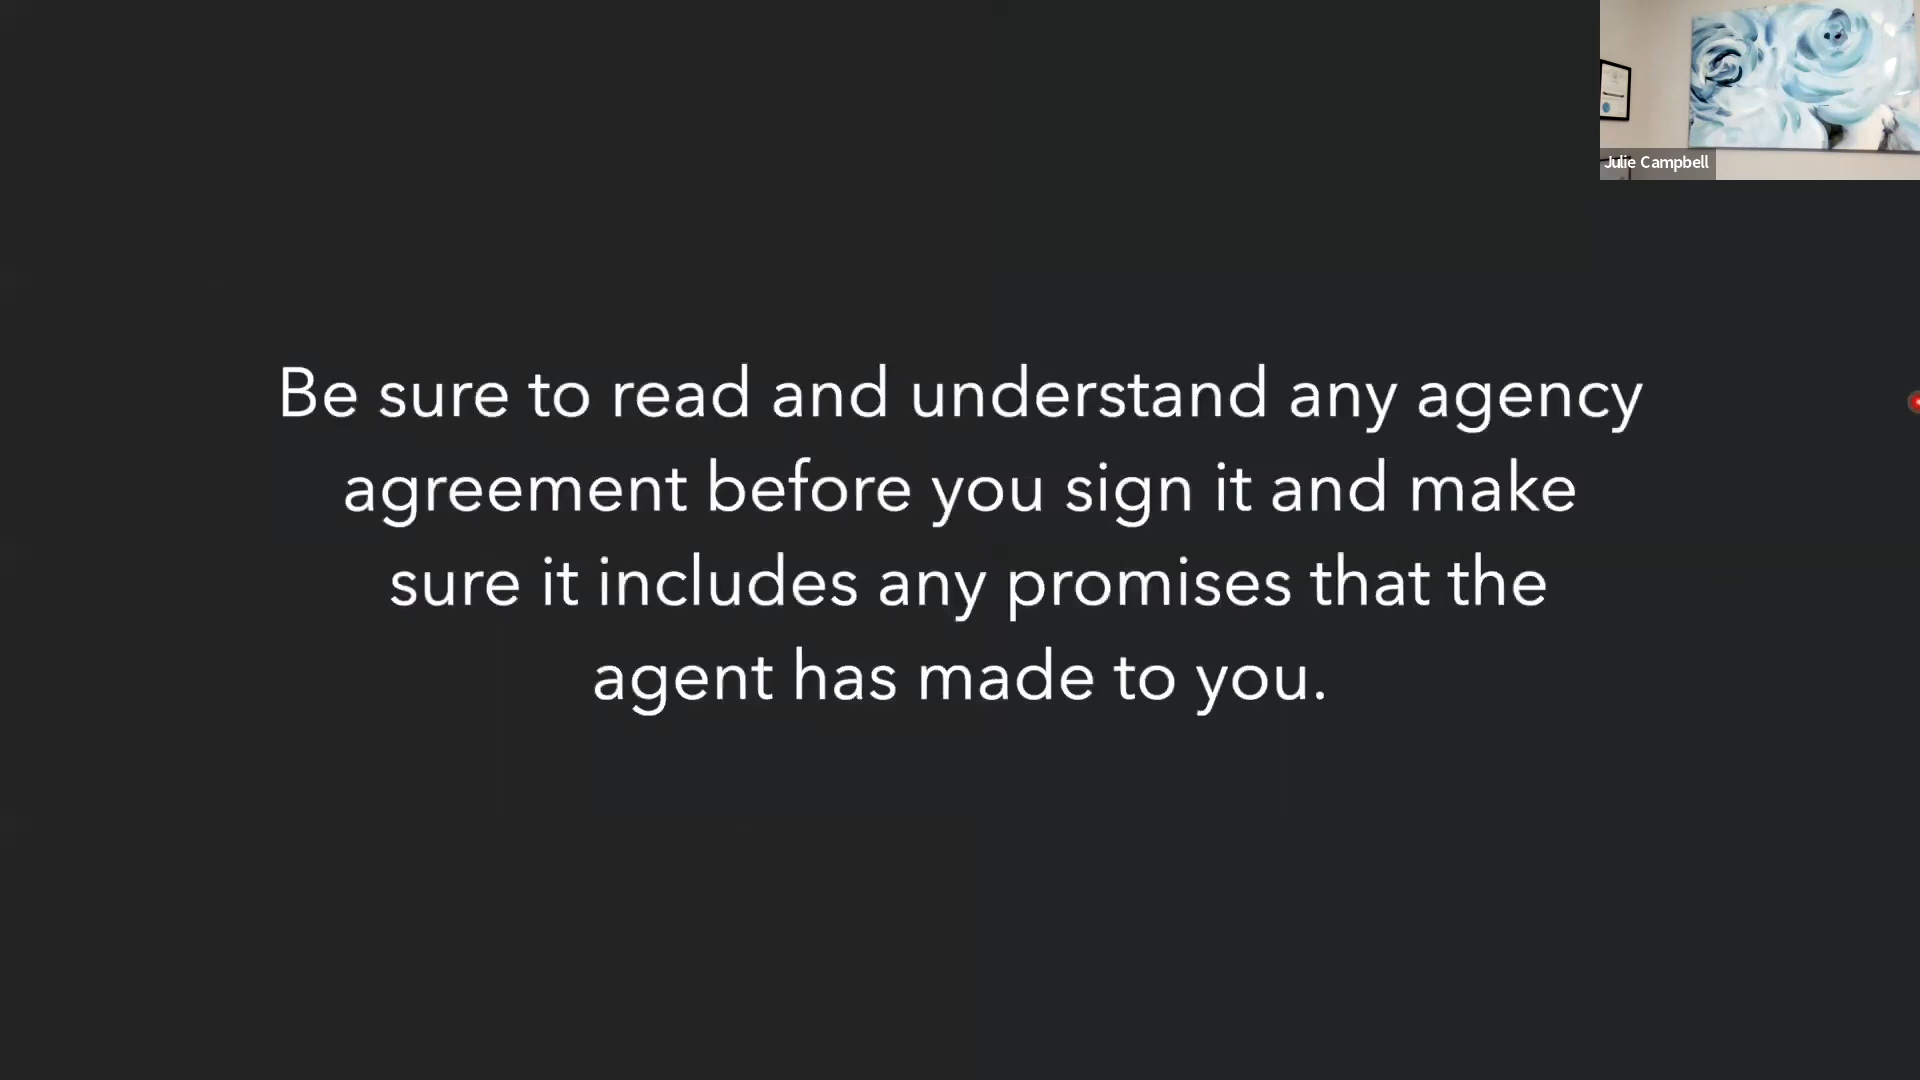 Julie Campbell
Be sure to read and understand any agency
agreement before you sign it and make
sure it includes any promises that the
agent has made to you.